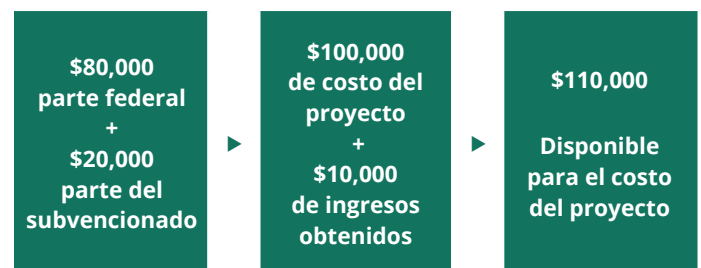 $80,000
parte federal
+
$20,000
parte del
subvencionado
$100,000
de costo del
proyecto
+
$10,000
de ingresos
obtenidos
$110,000
Disponible
para el costo
del proyecto